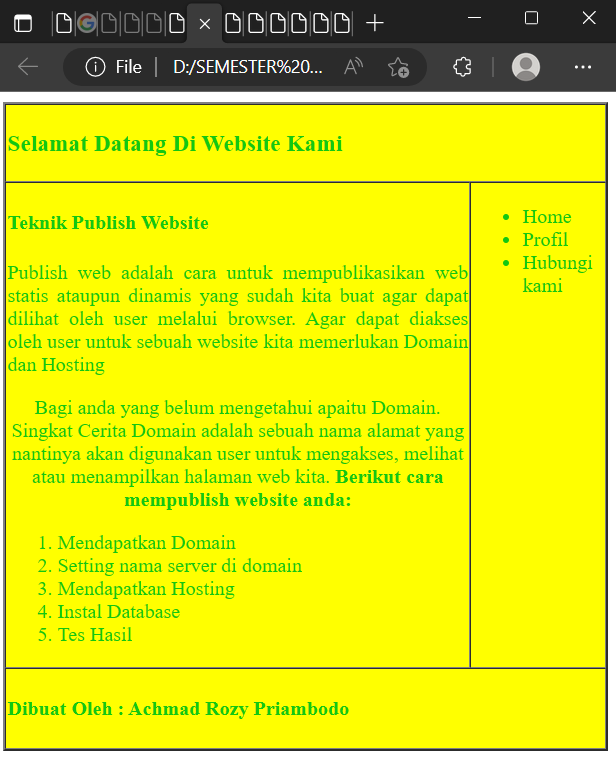 File
D:/SEMESTER%20...
Selamat Datang Di Website Kami
Teknik Publish Website
Publish web adalah cara untuk mempublikasikan web
statis ataupun dinamis yang sudah kita buat agar dapat
dilihat oleh user melalui browser. Agar dapat diakses
oleh user untuk sebuah website kita memerlukan Domain
dan Hosting
Bagi anda yang belum mengetahui apaitu Domain.
Singkat Cerita Domain adalah sebuah nama alamat yang
nantinya akan digunakan user untuk mengakses, melihat
atau menampilkan halaman web kita. Berikut cara
mempublish website anda:
1. Mendapatkan Domain
2. Setting nama server di domain
3. Mendapatkan Hosting
4. Instal Database
5. Tes Hasil
• Home
• Profil
• Hubungi
kami
Dibuat Oleh : Achmad Rozy Priambodo